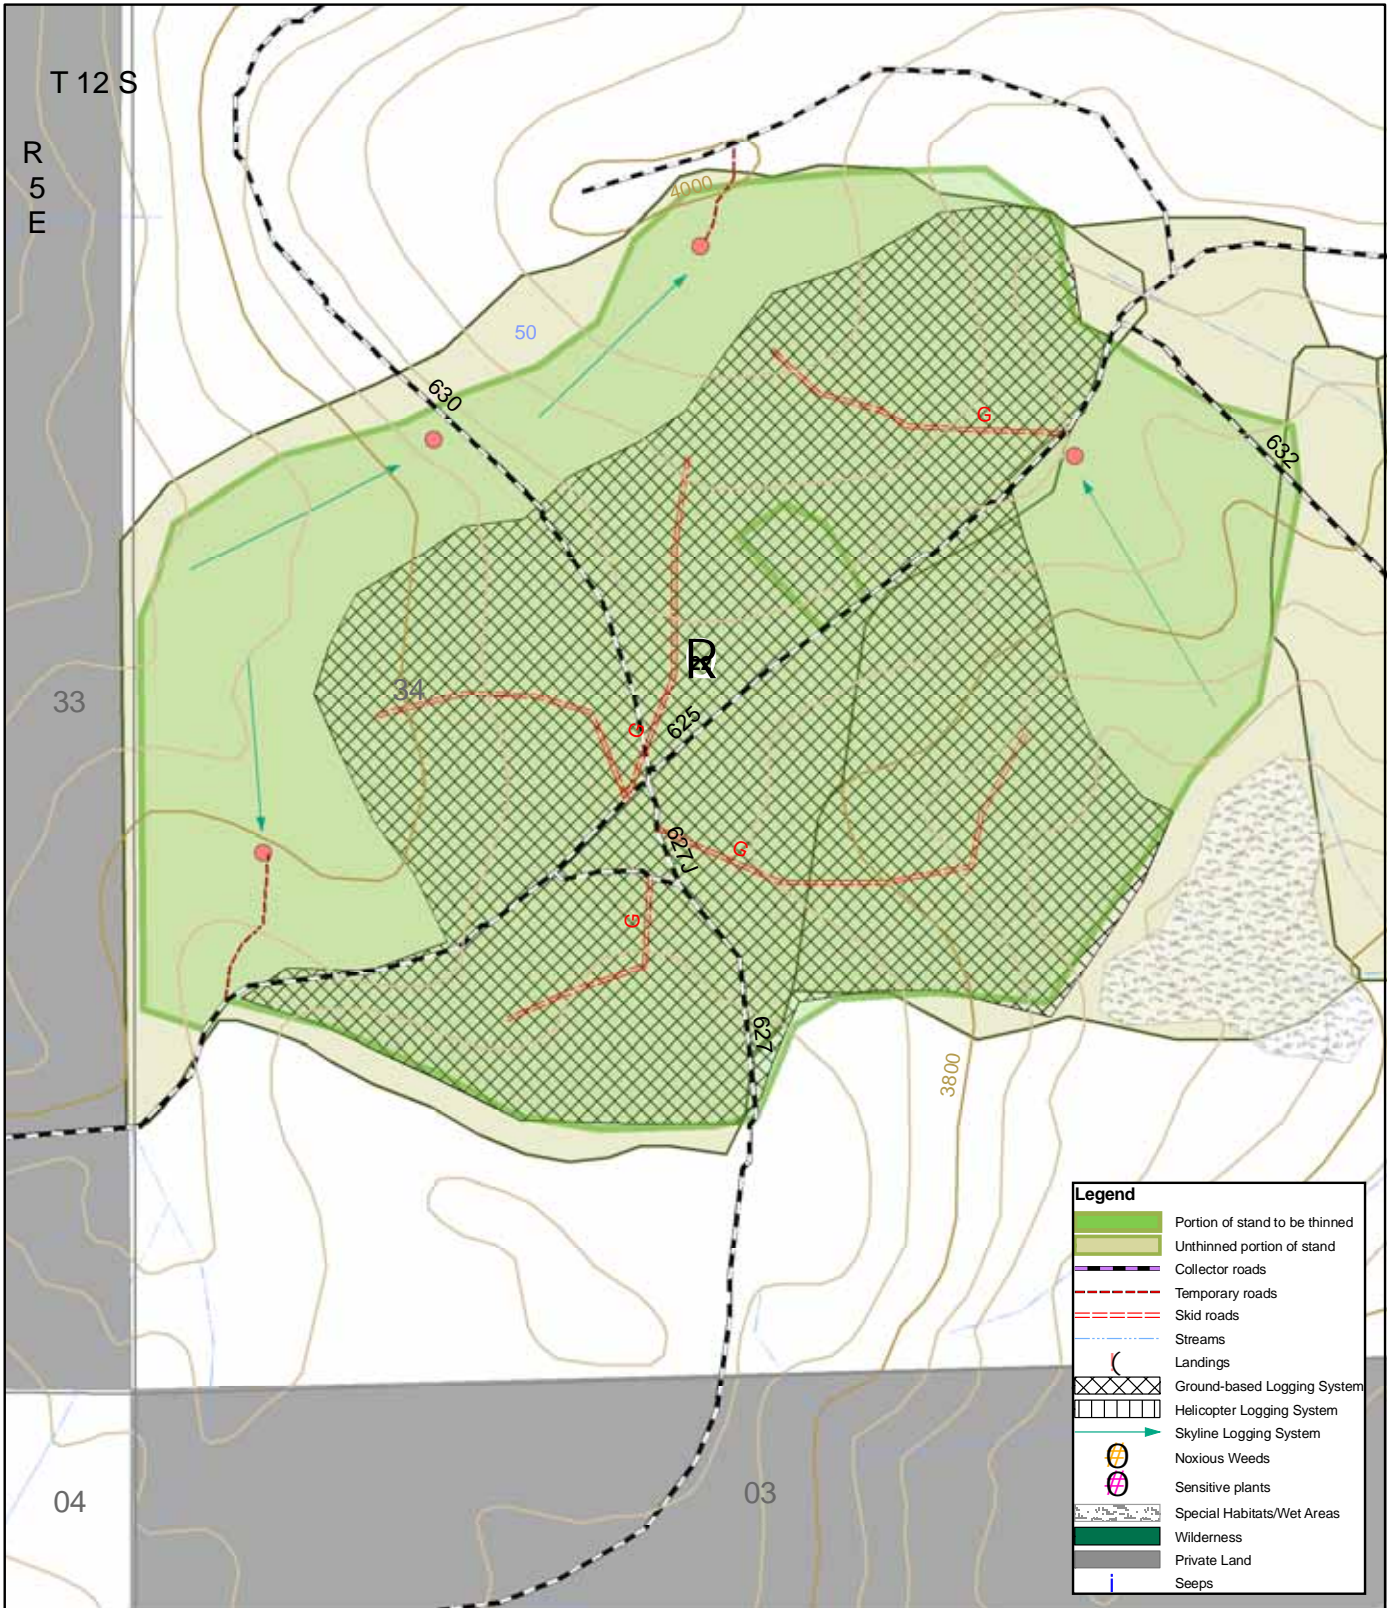 T 12 S
R
5
E
4000
50
630
G
632
R
33
34
G
625
627J
G
G
627
3800
Legend
Portion of stand to be thinned
Unthinned portion of stand
Collector roads
Temporary roads
Skid roads
Streams
Landings
Ground-based Logging System
Helicopter Logging System
Skyline Logging System
Noxious Weeds
Sensitive plants
Special Habitats/Wet Areas
Wilderness
Private Land
Seeps
04
03